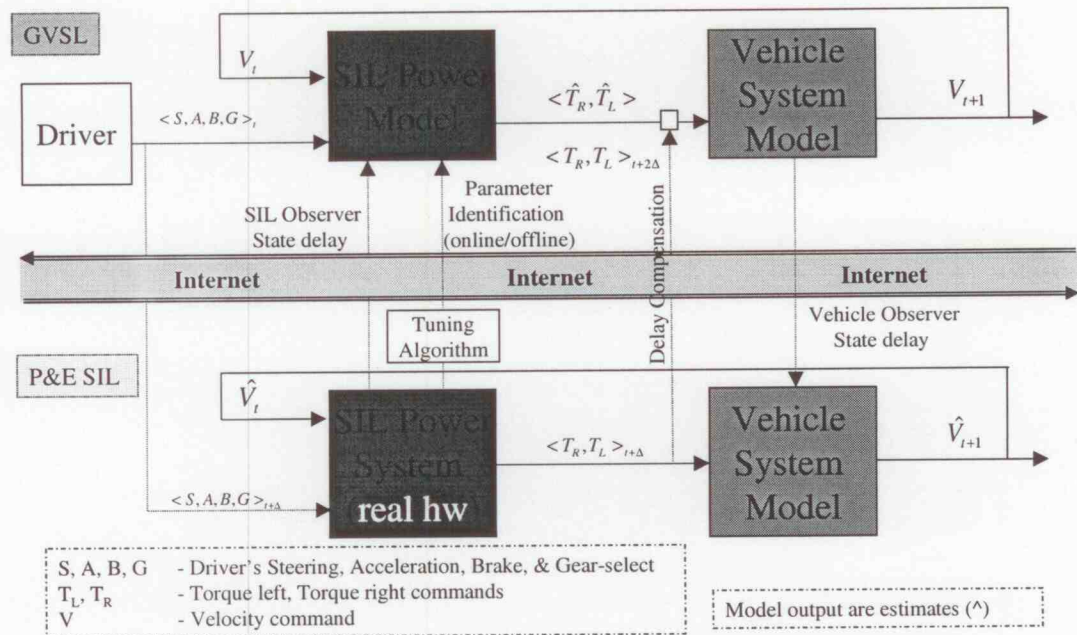 GVSL
Driver
V_t
< S, A, B, G >_t
SIL Power
Model
< T̂_R, T̂_L >
< T_R, T_L >_{t+2Δ}
Vehicle
System
Model
V_{t+1}
SIL Observer
State delay
Parameter
Identification
(online/offline)
Delay Compensation
Internet
Internet
Internet
Tuning
Algorithm
Vehicle Observer
State delay
P&E SIL
V̂_t
< S, A, B, G >_{t+Δ}
SIL Power
System
real hw
< T_R, T_L >_{t+Δ}
Vehicle
System
Model
V̂_{t+1}
S, A, B, G - Driver's Steering, Acceleration, Brake, & Gear-select
T_L, T_R - Torque left, Torque right commands
V - Velocity command
Model output are estimates (^)